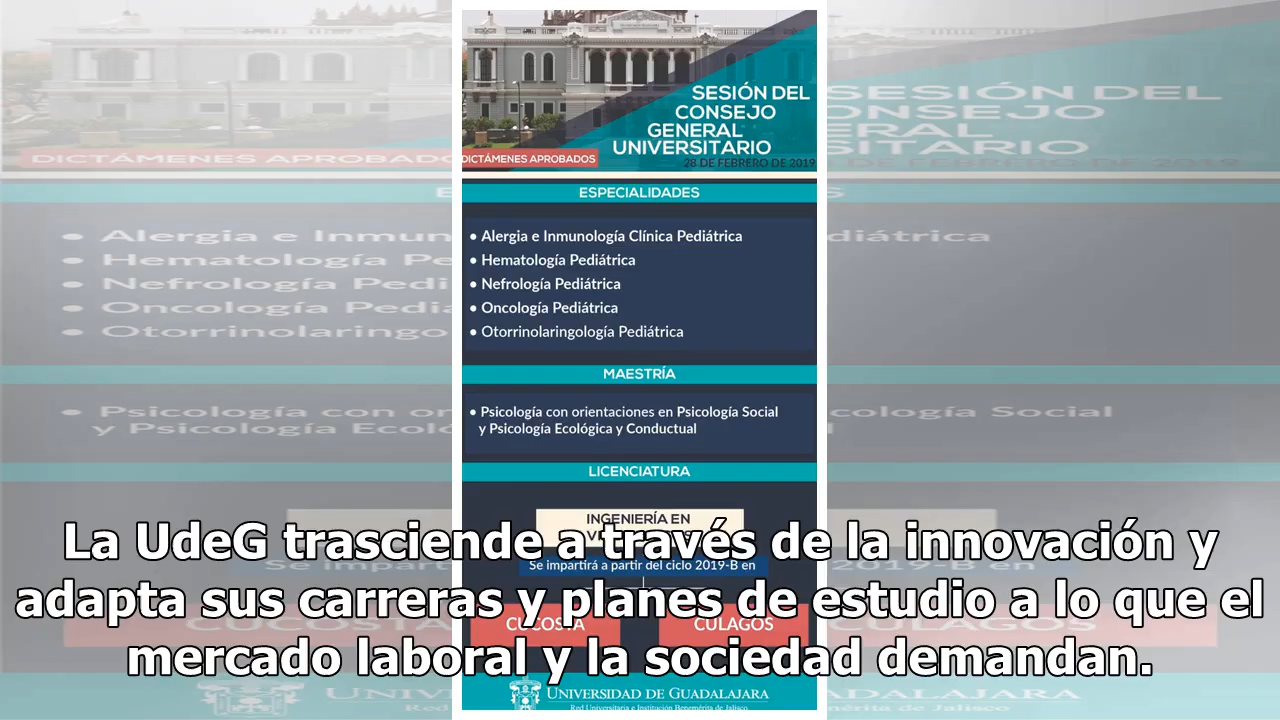 SESIÓN DEL
CONSEJO
GENERAL
UNIVERSITARIO
DICTÁMENES APROBADOS
28 DE FEBRERO DE 2019
ESPECIALIDADES
• Alergia e Inmunología Clínica Pediátrica
• Hematología Pediátrica
• Nefrología Pediátrica
• Oncología Pediátrica
• Otorrinolaringología Pediátrica
MAESTRÍA
• Psicología con orientaciones en Psicología Social
y Psicología Ecológica y Conductual
LICENCIATURA
INGENIERÍA EN
Se impartirá a partir del ciclo 2019-B en
CUCOSTA
CULAGOS
La UdeG trasciende a través de la innovación y
adapta sus carreras y planes de estudio a lo que el
mercado laboral y la sociedad demandan.
UNIVERSIDAD DE GUADALAJARA
Red Universitaria e Institución Benemérita de Jalisco